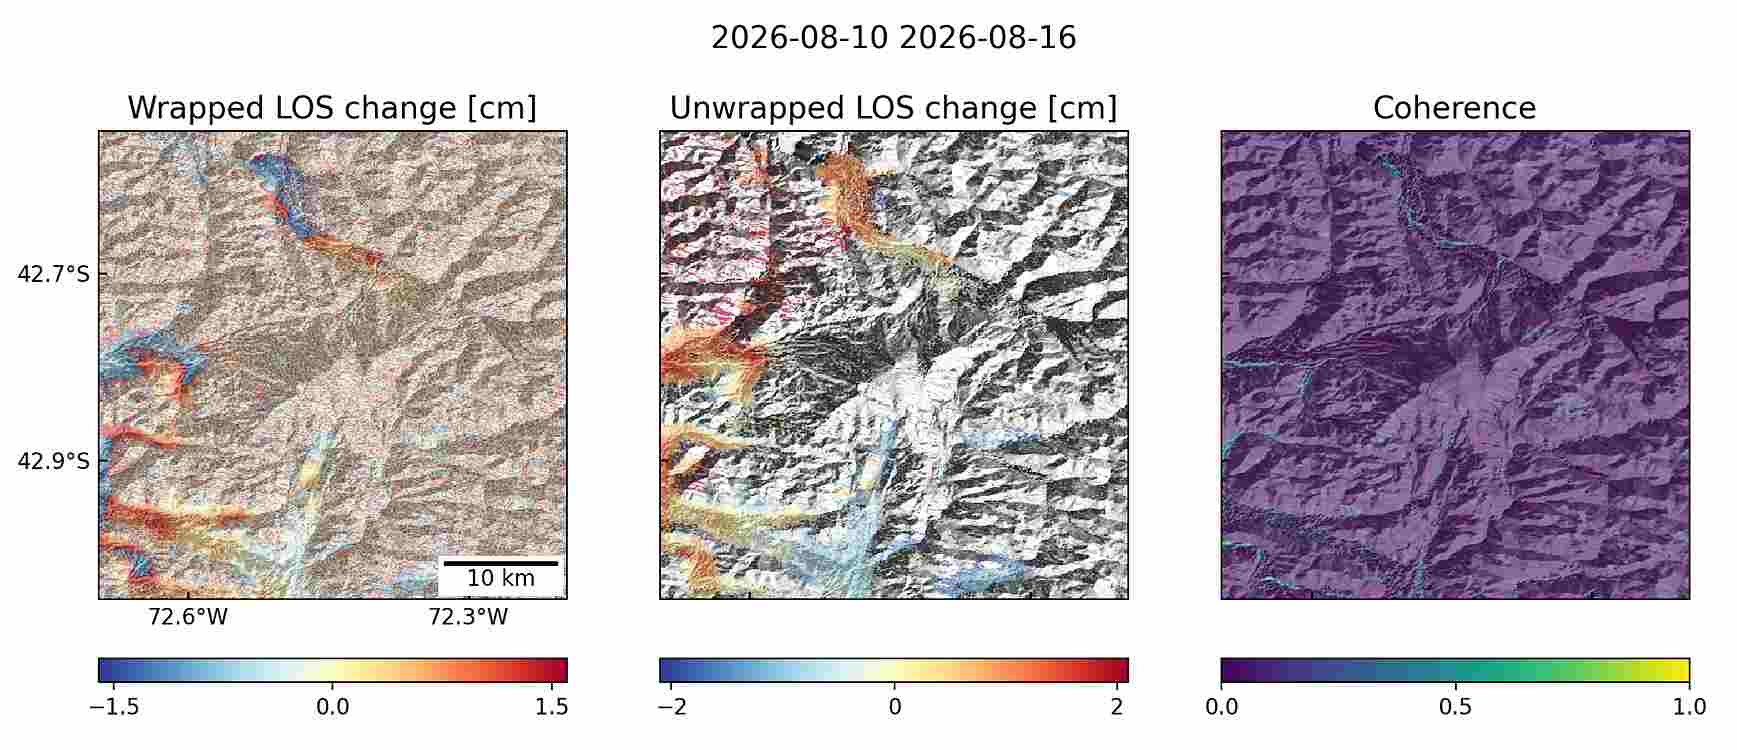 2026-08-10 2026-08-16
Wrapped LOS change [cm]
Unwrapped LOS change [cm]
Coherence
42.7°S
42.9°S
10 km
72.6°W
72.3°W
−1.5
0.0
1.5
−2
0
2
0.0
0.5
1.0